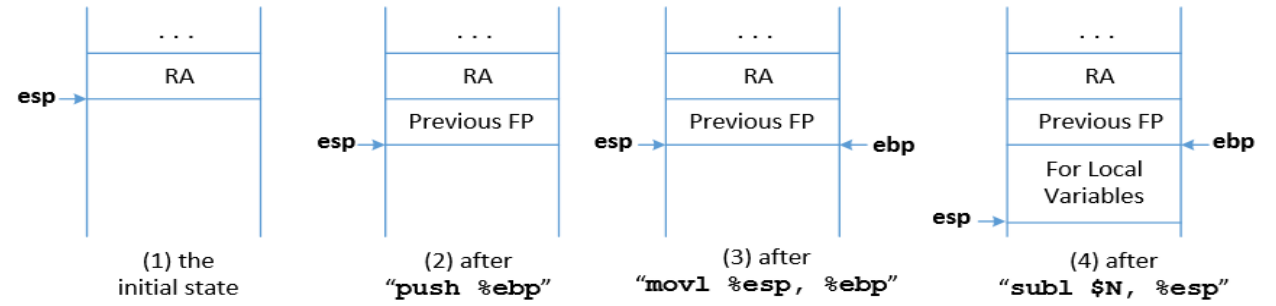 . . .
RA
esp
(1) the
initial state
. . .
RA
Previous FP
esp
(2) after
“push %ebp”
. . .
RA
Previous FP
esp
ebp
(3) after
“movl %esp, %ebp”
. . .
RA
Previous FP
ebp
For Local
Variables
esp
(4) after
“subl $N, %esp”